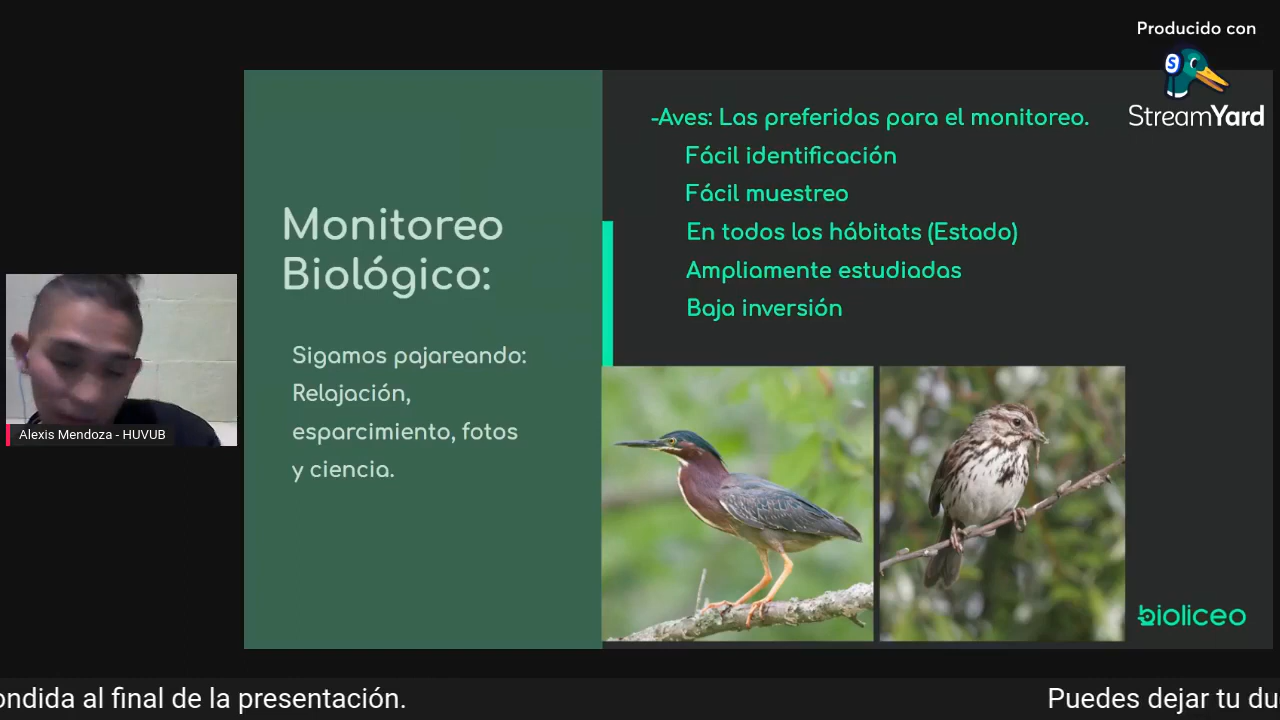 Producido con
StreamYard
Monitoreo
Biológico:
Sigamos pajareando:
Relajación,
esparcimiento, fotos
y ciencia.
-Aves: Las preferidas para el monitoreo.
Fácil identificación
Fácil muestreo
En todos los hábitats (Estado)
Ampliamente estudiadas
Baja inversión
Alexis Mendoza - HUVUB
bioliceo
ondida al final de la presentación.
Puedes dejar tu du